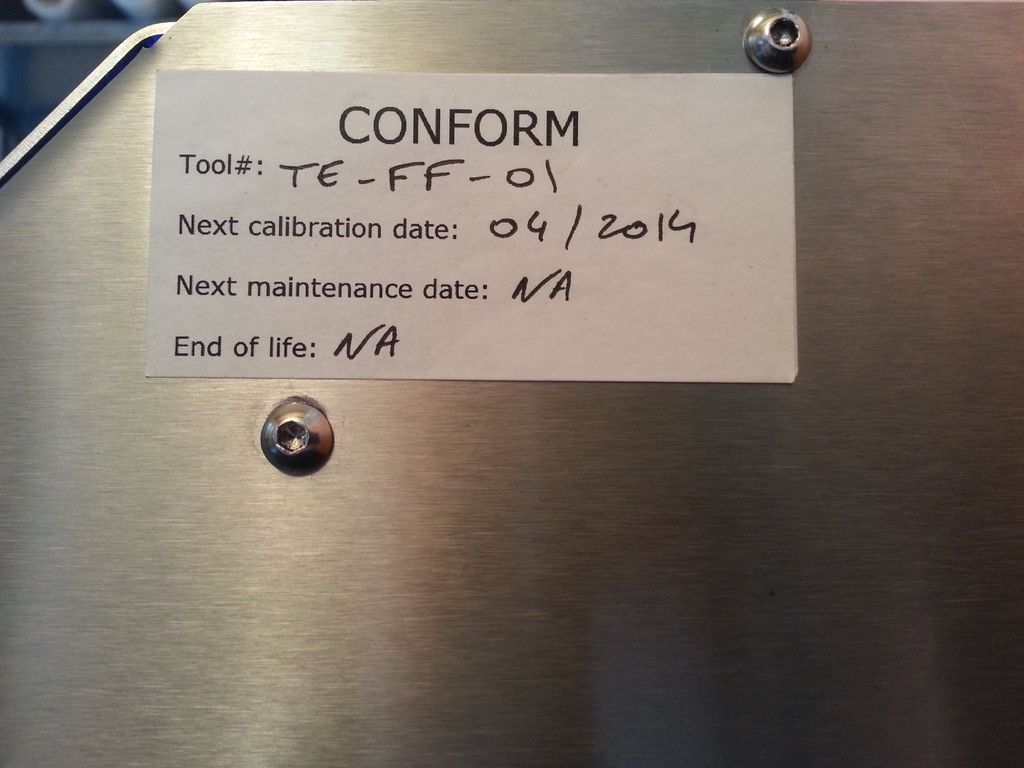 CONFORM
Tool#: TE-FF-01
Next calibration date: 04/2014
Next maintenance date: NA
End of life: NA